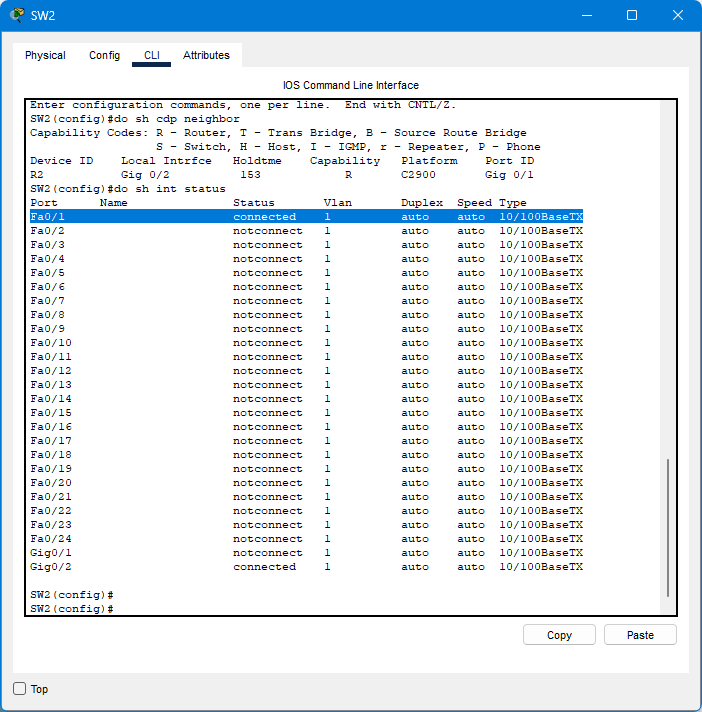 SW2
Physical Config CLI Attributes
IOS Command Line Interface
Enter configuration commands, one per line.  End with CNTL/Z.
SW2(config)#do sh cdp neighbor
Capability Codes: R - Router, T - Trans Bridge, B - Source Route Bridge
                  S - Switch, H - Host, I - IGMP, r - Repeater, P - Phone
Device ID    Local Intrfce   Holdtme    Capability   Platform    Port ID
R2           Gig 0/2          153            R       C2900       Gig 0/1
SW2(config)#do sh int status
Port      Name               Status       Vlan       Duplex  Speed Type
Fa0/1                        connected    1          auto    auto  10/100BaseTX
Fa0/2                        notconnect   1          auto    auto  10/100BaseTX
Fa0/3                        notconnect   1          auto    auto  10/100BaseTX
Fa0/4                        notconnect   1          auto    auto  10/100BaseTX
Fa0/5                        notconnect   1          auto    auto  10/100BaseTX
Fa0/6                        notconnect   1          auto    auto  10/100BaseTX
Fa0/7                        notconnect   1          auto    auto  10/100BaseTX
Fa0/8                        notconnect   1          auto    auto  10/100BaseTX
Fa0/9                        notconnect   1          auto    auto  10/100BaseTX
Fa0/10                       notconnect   1          auto    auto  10/100BaseTX
Fa0/11                       notconnect   1          auto    auto  10/100BaseTX
Fa0/12                       notconnect   1          auto    auto  10/100BaseTX
Fa0/13                       notconnect   1          auto    auto  10/100BaseTX
Fa0/14                       notconnect   1          auto    auto  10/100BaseTX
Fa0/15                       notconnect   1          auto    auto  10/100BaseTX
Fa0/16                       notconnect   1          auto    auto  10/100BaseTX
Fa0/17                       notconnect   1          auto    auto  10/100BaseTX
Fa0/18                       notconnect   1          auto    auto  10/100BaseTX
Fa0/19                       notconnect   1          auto    auto  10/100BaseTX
Fa0/20                       notconnect   1          auto    auto  10/100BaseTX
Fa0/21                       notconnect   1          auto    auto  10/100BaseTX
Fa0/22                       notconnect   1          auto    auto  10/100BaseTX
Fa0/23                       notconnect   1          auto    auto  10/100BaseTX
Fa0/24                       notconnect   1          auto    auto  10/100BaseTX
Gig0/1                       notconnect   1          auto    auto  10/100BaseTX
Gig0/2                       connected    1          auto    auto  10/100BaseTX
SW2(config)#
SW2(config)#
Copy Paste
Top